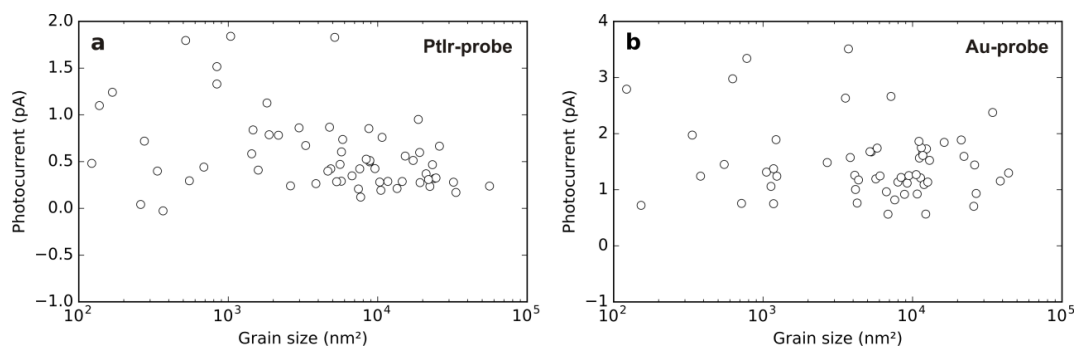 a
PtIr-probe
2.0
1.5
1.0
0.5
0.0
−0.5
−1.0
Photocurrent (pA)
10² 10³ 10⁴ 10⁵
Grain size (nm²)
b
Au-probe
4
3
2
1
0
−1
Photocurrent (pA)
10² 10³ 10⁴ 10⁵
Grain size (nm²)